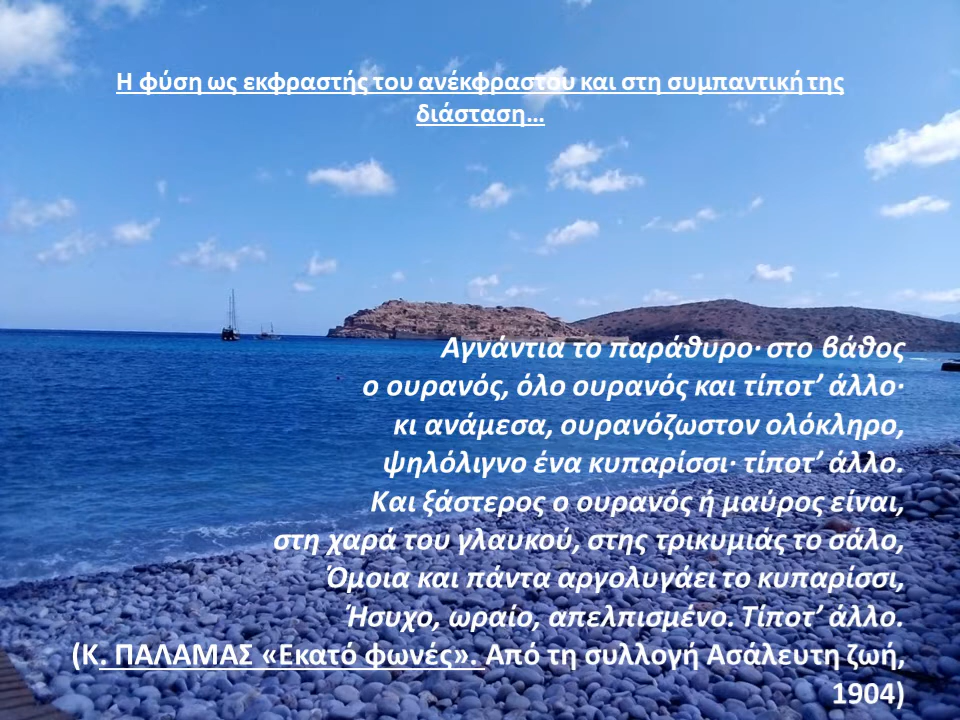 Η φύση ως εκφραστής του ανέκφραστου και στη συμπαντική της
διάσταση…
Αγνάντια το παράθυρο· στο βάθος
ο ουρανός, όλο ουρανός και τίποτ’ άλλο·
κι ανάμεσα, ουρανόζωστον ολόκληρο,
ψηλόλιγνο ένα κυπαρίσσι· τίποτ’ άλλο.
Και ξάστερος ο ουρανός ή μαύρος είναι,
στη χαρά του γλαυκού, στης τρικυμιάς το σάλο,
Όμοια και πάντα αργολυγάει το κυπαρίσσι,
Ήσυχο, ωραίο, απελπισμένο. Τίποτ’ άλλο.
(Κ. ΠΑΛΑΜΑΣ «Εκατό φωνές». Από τη συλλογή Ασάλευτη ζωή,
1904)